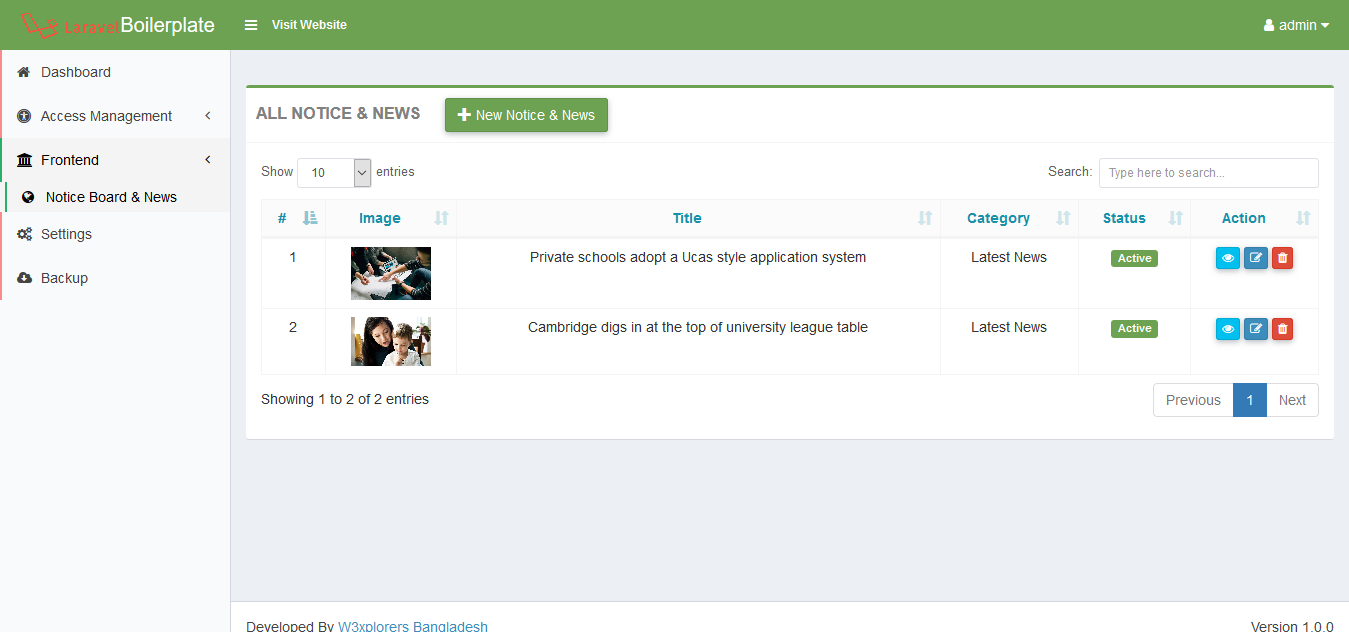 LaravelBoilerplate
Visit Website
admin
Dashboard
Access Management
Frontend
Notice Board & News
Settings
Backup
ALL NOTICE & NEWS
New Notice & News
Show 10 entries
Search: Type here to search...
# Image Title Category Status Action
1 Private schools adopt a Ucas style application system Latest News Active
2 Cambridge digs in at the top of university league table Latest News Active
Showing 1 to 2 of 2 entries
Previous 1 Next
Developed By W3xplorers Bangladesh
Version 1.0.0